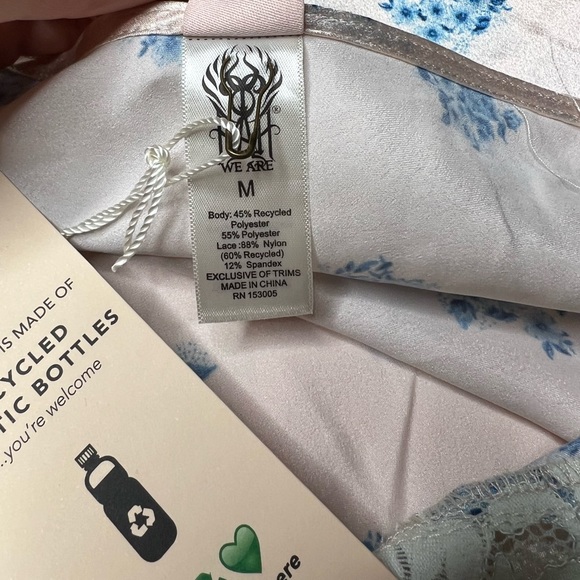 WE ARE
M
Body: 45% Recycled
Polyester
55% Polyester
Lace :88% Nylon
(60% Recycled)
12% Spandex
EXCLUSIVE OF TRIMS
MADE IN CHINA
RN 153005
IS MADE OF
YCLED
TIC BOTTLES
...you're welcome
ere